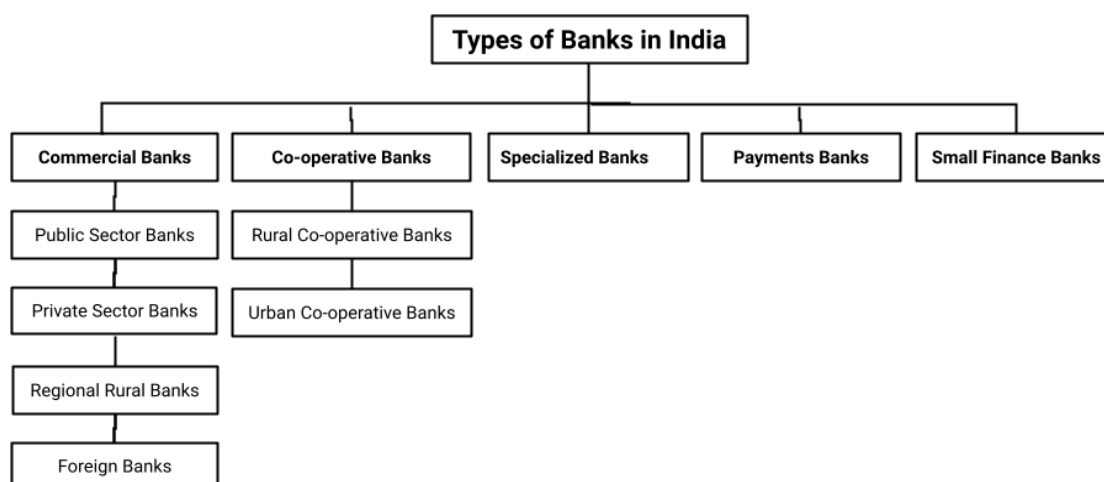 Types of Banks in India
Commercial Banks
Co-operative Banks
Specialized Banks
Payments Banks
Small Finance Banks
Public Sector Banks
Rural Co-operative Banks
Private Sector Banks
Urban Co-operative Banks
Regional Rural Banks
Foreign Banks